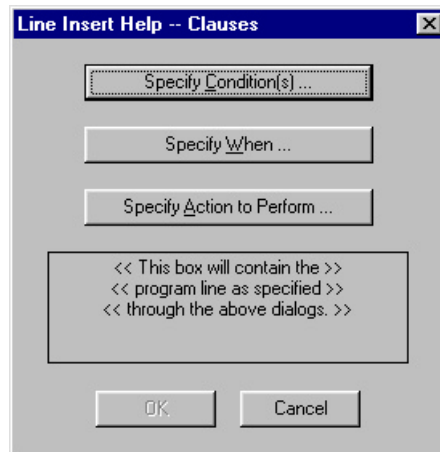 Line Insert Help -- Clauses
Specify Condition(s) ...
Specify When ...
Specify Action to Perform ...
<< This box will contain the >>
<< program line as specified >>
<< through the above dialogs. >>
OK
Cancel